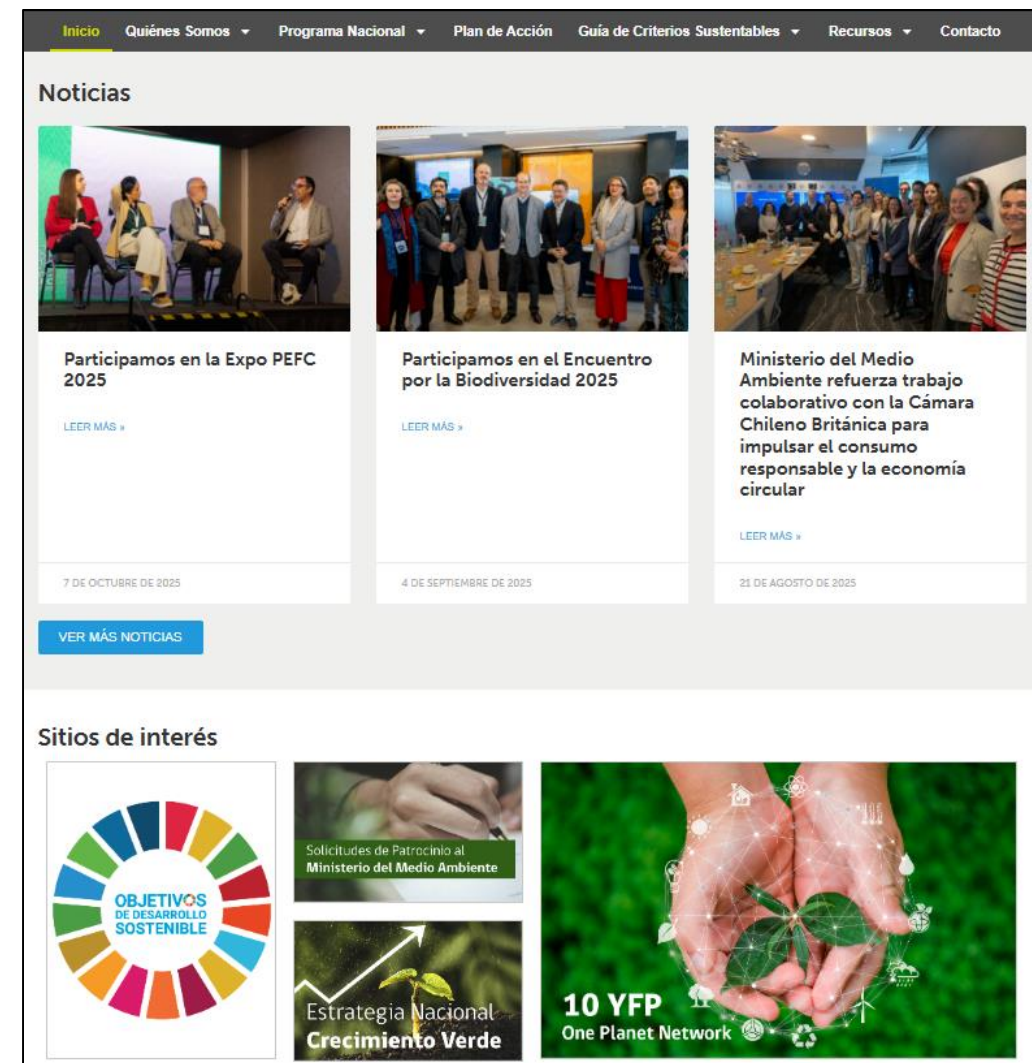 Inicio Quiénes Somos Programa Nacional Plan de Acción Guía de Criterios Sustentables Recursos Contacto
Noticias
Participamos en la Expo PEFC
2025
LEER MÁS »
7 DE OCTUBRE DE 2025
Participamos en el Encuentro
por la Biodiversidad 2025
LEER MÁS »
4 DE SEPTIEMBRE DE 2025
Ministerio del Medio
Ambiente refuerza trabajo
colaborativo con la Cámara
Chileno Británica para
impulsar el consumo
responsable y la economía
circular
LEER MÁS »
21 DE AGOSTO DE 2025
VER MÁS NOTICIAS
Sitios de interés
OBJETIVOS
DE DESARROLLO
SOSTENIBLE
Solicitudes de Patrocinio al
Ministerio del Medio Ambiente
Estrategia Nacional
Crecimiento Verde
10 YFP
One Planet Network